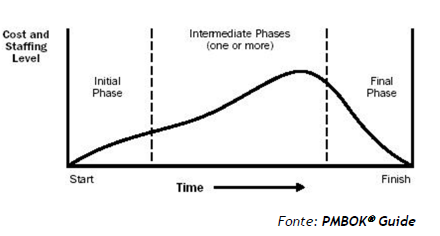 Cost and
Staffing
Level
Intermediate Phases
(one or more)
Initial
Phase
Final
Phase
Start
Time
Finish
Fonte: PMBOK® Guide